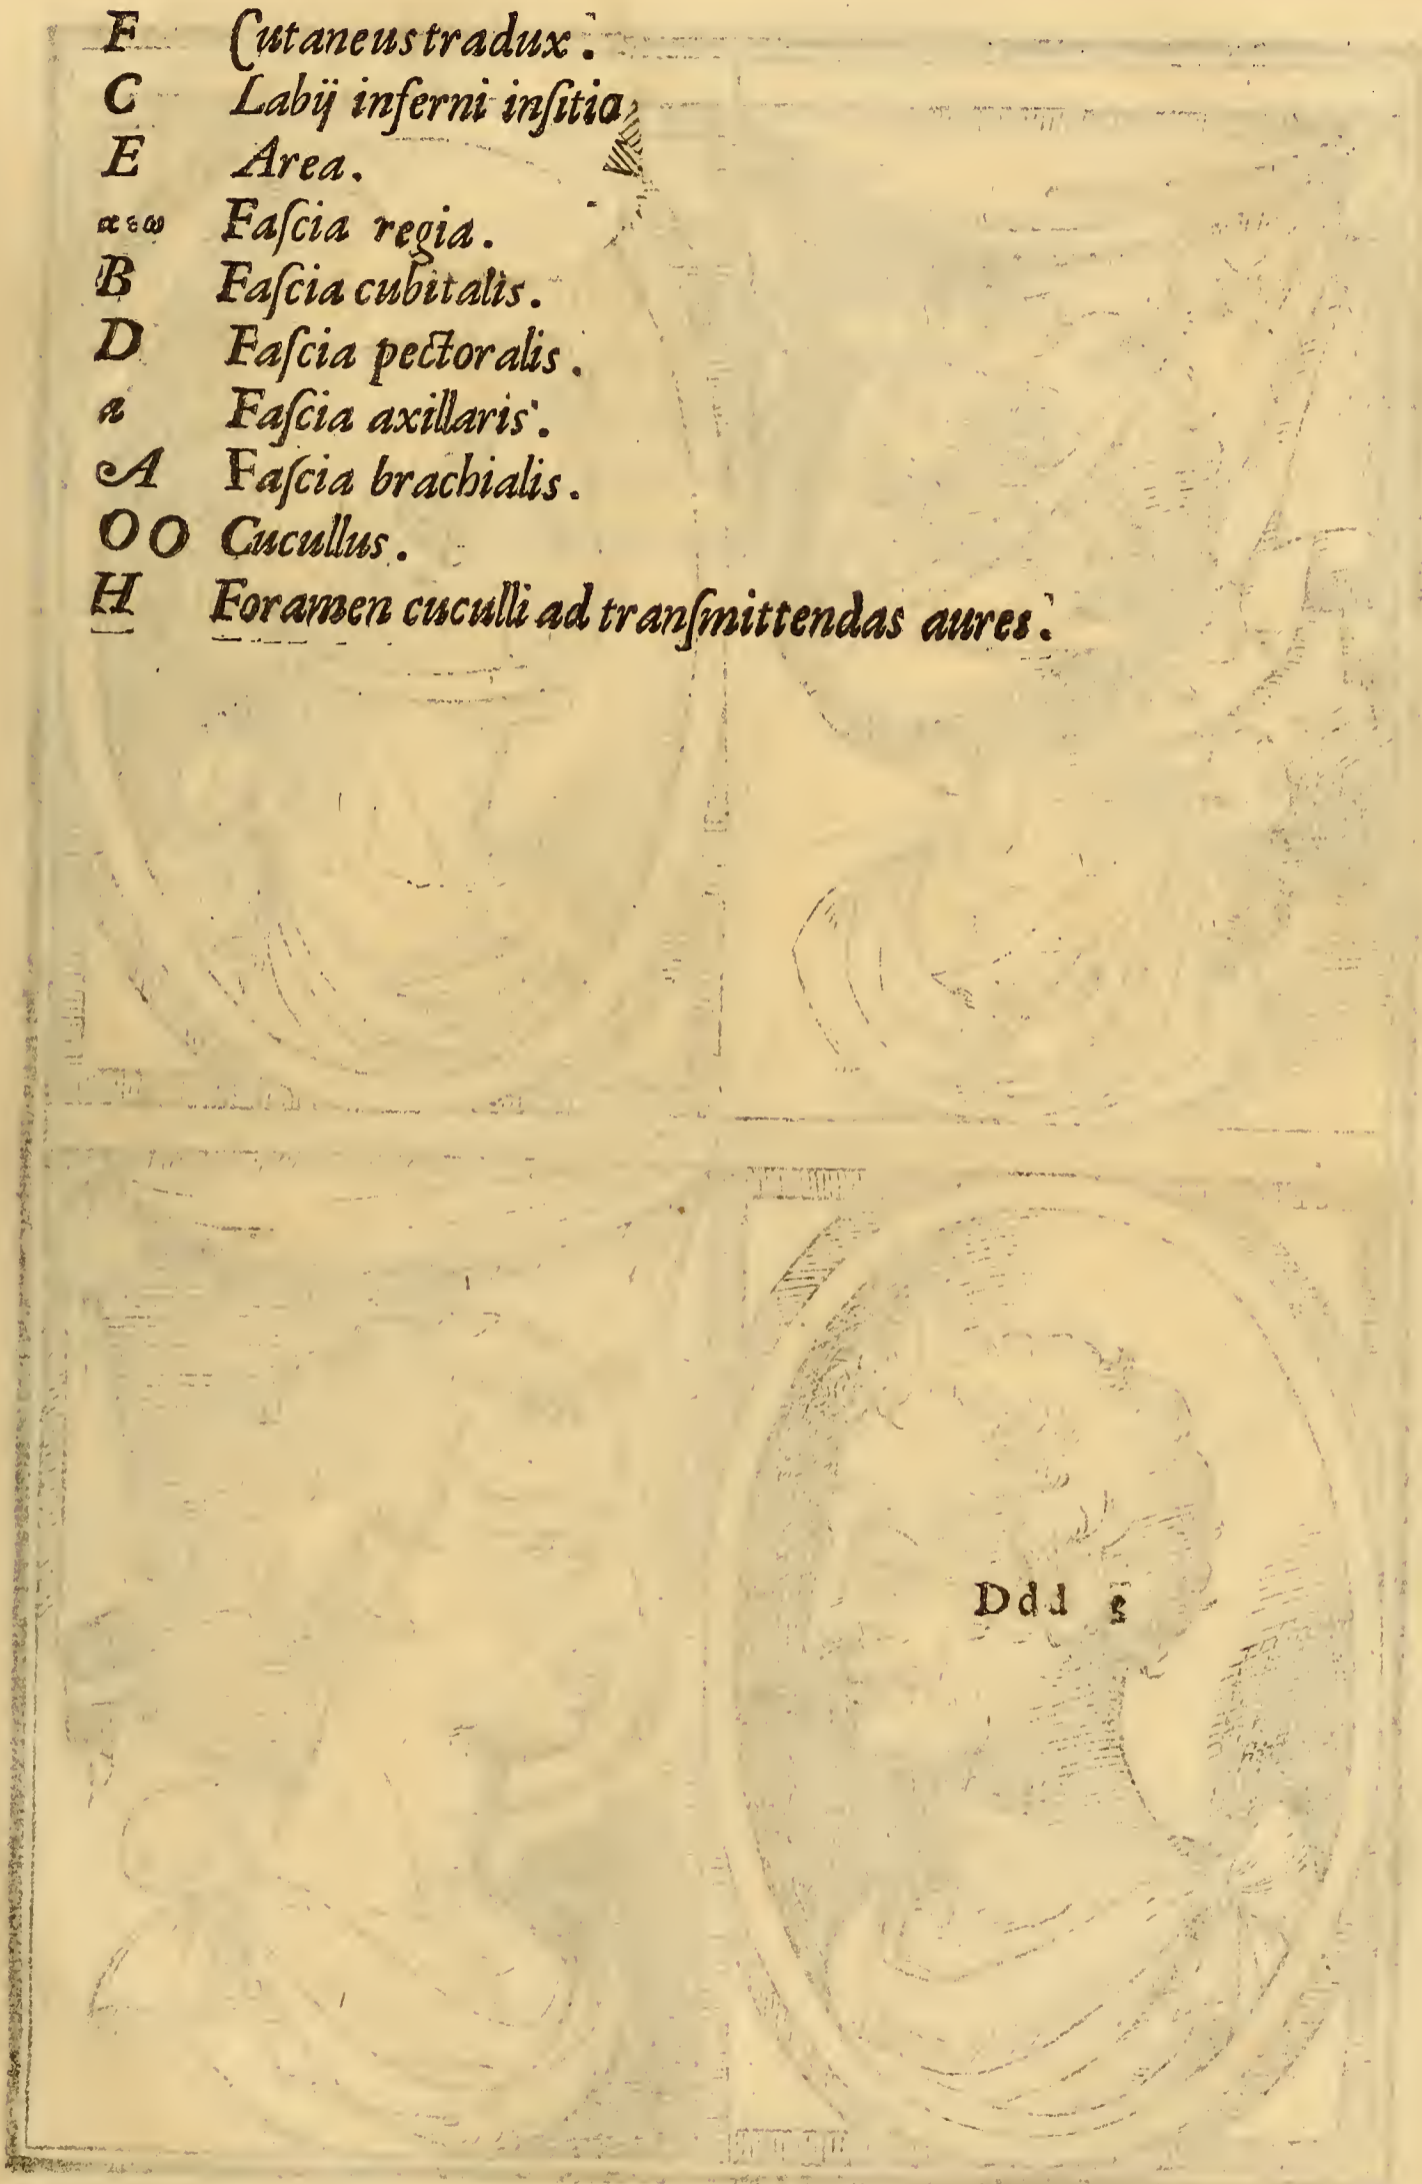 F Cutaneus tradux.
C Labij inferni inſitio
E Area.
Faſcia regia.
B Faſcia cubitalis.
D Faſcia pectoralis.
a Faſcia axillaris.
A Faſcia brachialis.
OO Cucullus.
H Foramen cuculli ad tranſmittendas aures.
Ddd